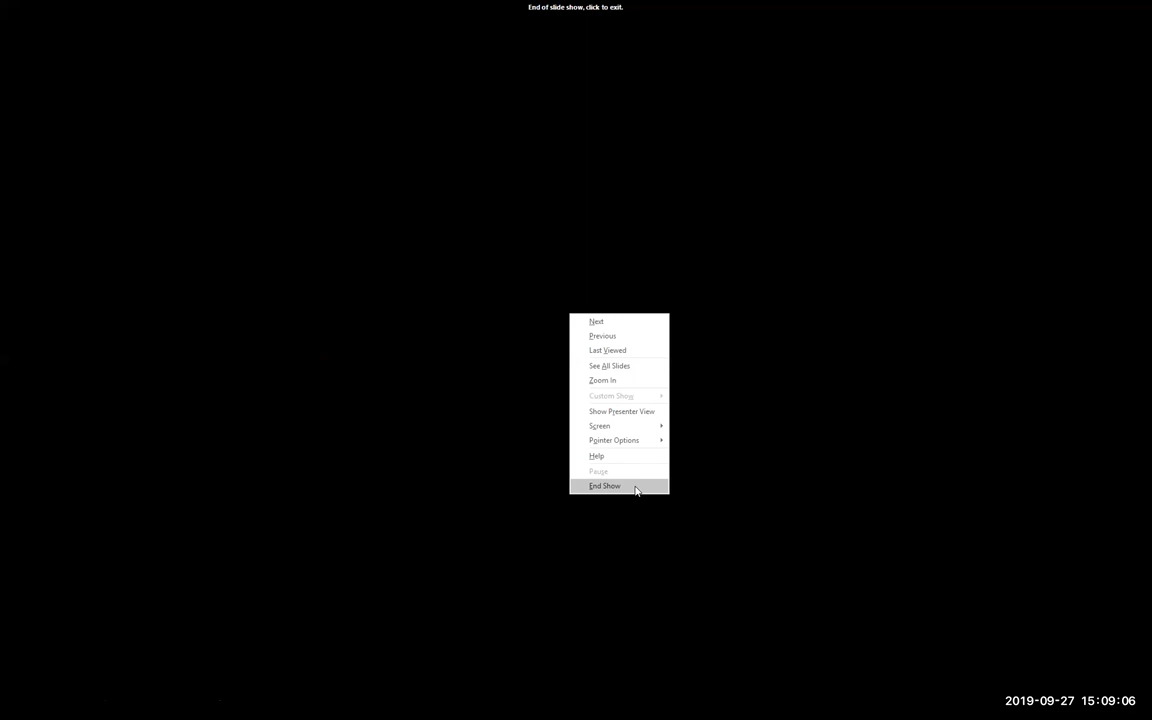 End of slide show, click to exit.
Next
Previous
Last Viewed
See All Slides
Zoom In
Custom Show
Show Presenter View
Screen
Pointer Options
Help
Pause
End Show
2019-09-27 15:09:06